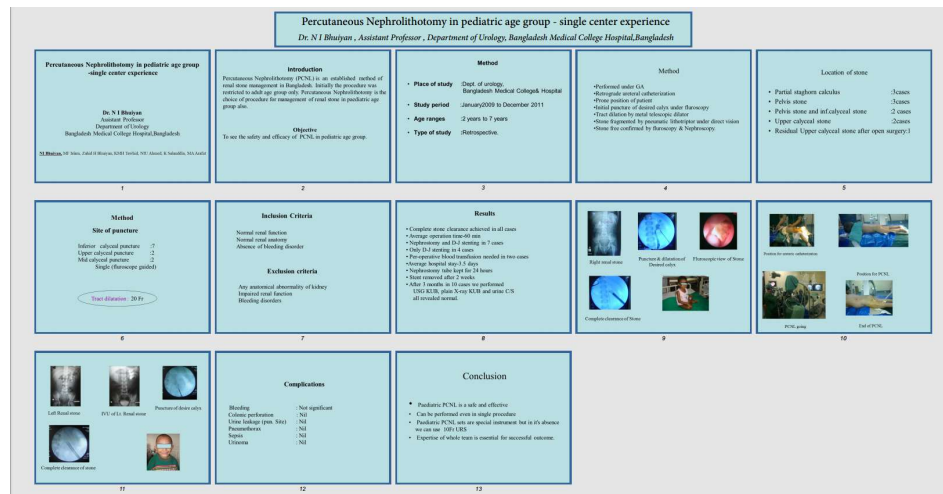 Percutaneous Nephrolithotomy in pediatric age group - single center experience
Dr. N I Bhuiyan , Assistant Professor , Department of Urology, Bangladesh Medical College Hospital,Bangladesh
Percutaneous Nephrolithotomy in pediatric age group
-single center experience
Dr. N I Bhuiyan
Assistant Professor
Department of Urology
Bangladesh Medical College Hospital,Bangladesh
NI Bhuiyan, MF Islam, Jahid H Bhuiyan, KMH Tawhid, NIU Ahmed, K Salauddin, MA Arafat
1
Introduction
Percutaneous Nephrolithotomy (PCNL) is an established method of
renal stone management in Bangladesh. Initially the procedure was
restricted to adult age group only. Percutaneous Nephrolithotomy is the
choice of procedure for management of renal stone in paediatric age
group also.
Objective
To see the safety and efficacy of PCNL in pediatric age group.
2
Method
• Place of study :Dept. of urology,
Bangladesh Medical College& Hospital
• Study period :January2009 to December 2011
• Age ranges :2 years to 7 years
• Type of study :Retrospective.
3
Method
•Performed under GA
•Retrograde ureteral catheterization
•Prone position of patient
•Initial puncture of desired calyx under fluroscopy
•Tract dilation by metal telescopic dilator
•Stone fragmented by pneumatic lithotriptor under direct vision
•Stone free confirmed by fluroscopy & Nephroscopy.
4
Location of stone
• Partial staghorn calculus :3cases
• Pelvis stone :3cases
• Pelvis stone and inf.calyceal stone :2 cases
• Upper calyceal stone :2cases
• Residual Upper calyceal stone after open surgery:1
5
Method
Site of puncture
Inferior calyceal puncture :7
Upper calyceal puncture :2
Mid calyceal puncture :2
Single (fluroscope guided)
Tract dilatation : 20 Fr
6
Inclusion Criteria
Normal renal function
Normal renal anatomy
Absence of bleeding disorder
Exclusion criteria
Any anatomical abnormality of kidney
Impaired renal function
Bleeding disorders
7
Results
• Complete stone clearance achieved in all cases
• Average operation time-60 min
• Nephrostomy and D-J stenting in 7 cases
• Only D-J stenting in 4 cases
• Per-operative blood transfusion needed in two cases
•Average hospital stay-3.5 days
• Nephrostomy tube kept for 24 hours
• Stent removed after 2 weeks
• After 3 months in 10 cases we performed
USG KUB, plain X-ray KUB and urine C/S
all revealed normal.
8
Right renal stone
Puncture & dilatation of
Desired calyx
Fluroscopic view of Stone
Complete clearance of Stone
9
Position for ureteric catheterization
Position for PCNL
PCNL going
End of PCNL
10
Left Renal stone
IVU of Lt. Renal stone
Puncture of desire calyx
Complete clearance of stone
11
Complications
Bleeding : Not significant
Colonic perforation : Nil
Urine leakage (pun. Site) : Nil
Pneumothorax : Nil
Sepsis : Nil
Urinoma : Nil
12
Conclusion
• Paediatric PCNL is a safe and effective
• Can be performed even in single procedure
• Paediatric PCNL sets are special instrument but in it's absence
we can use 10Fr URS
• Expertise of whole team is essential for successful outcome.
13